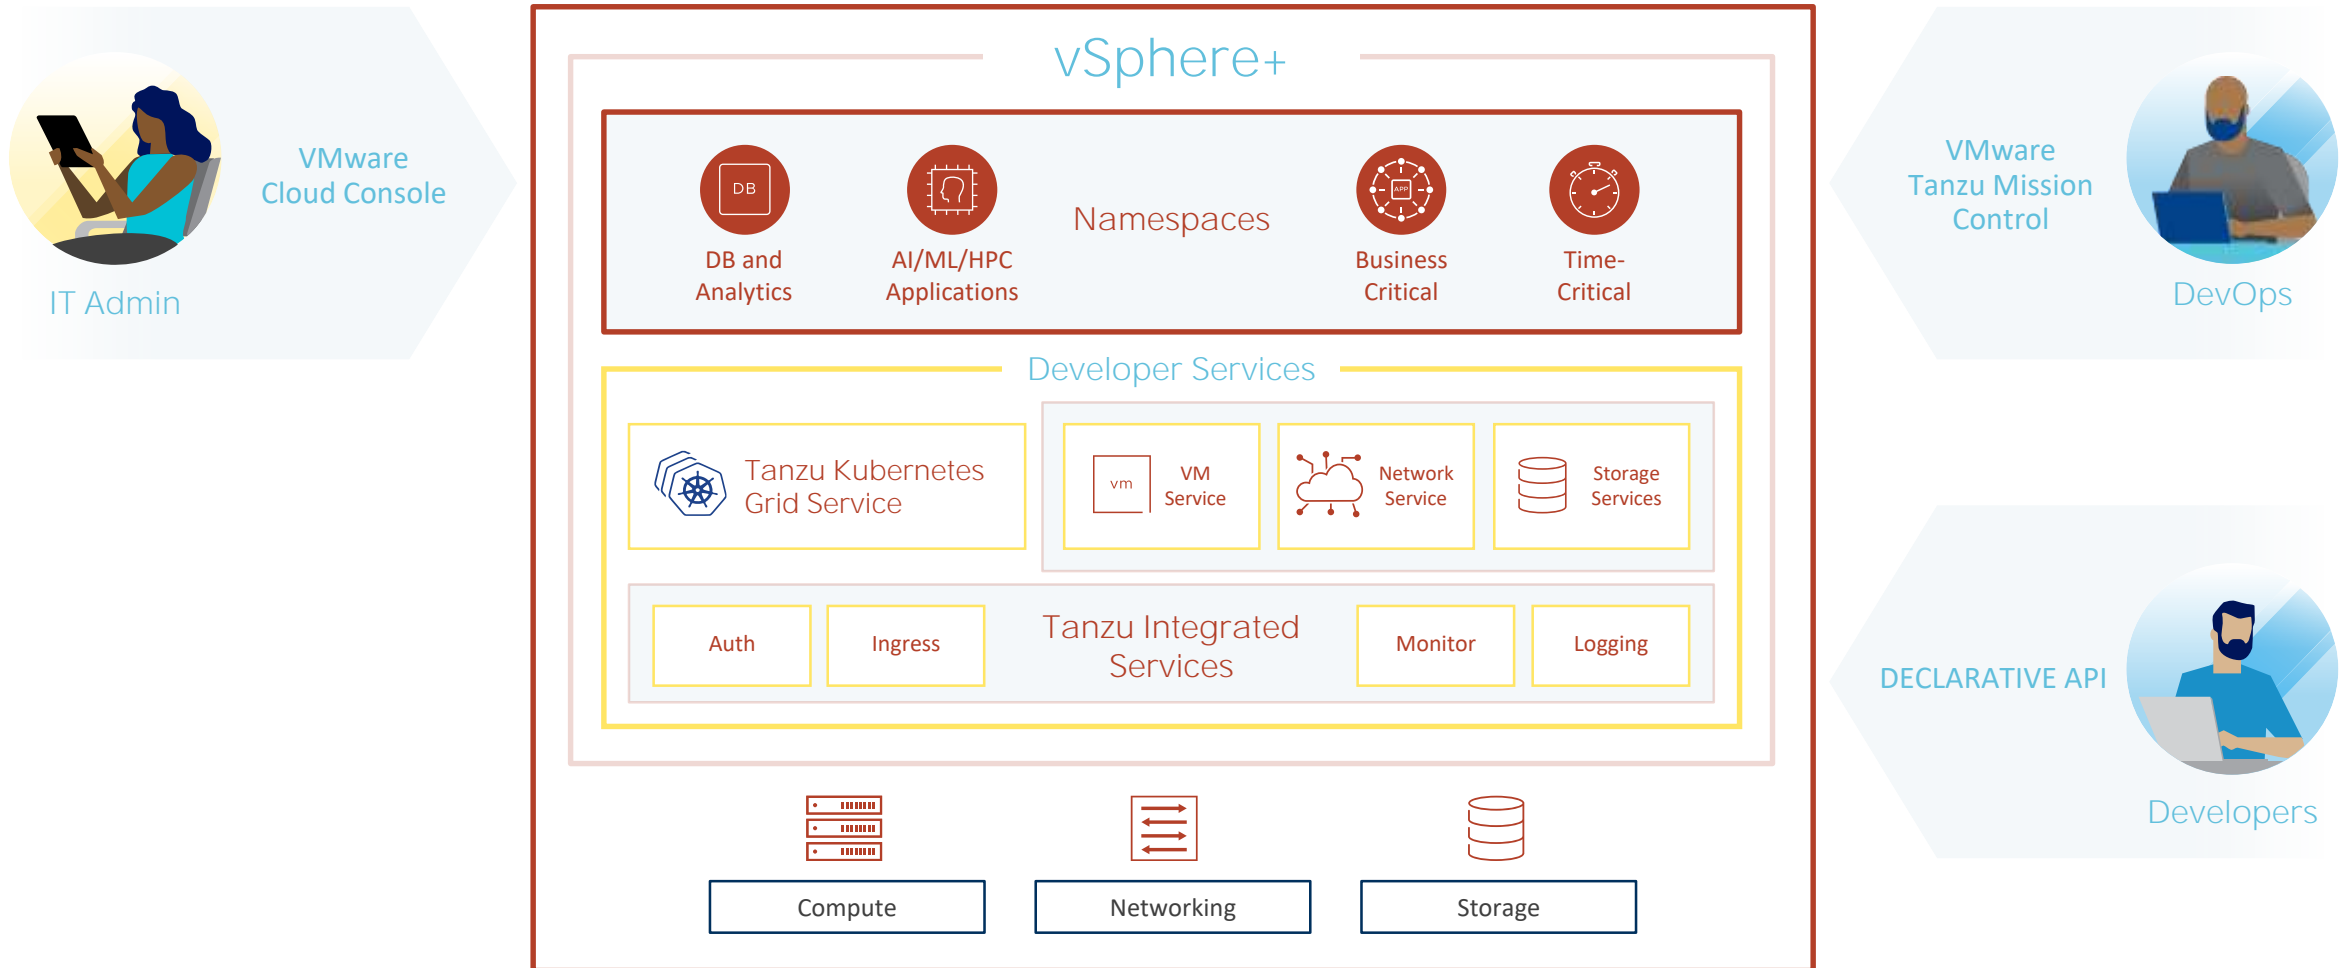 vSphere+
VMware
Cloud Console
IT Admin
DB
DB and
Analytics
AI/ML/HPC
Applications
Namespaces
APP
Business
Critical
Time-
Critical
VMware
Tanzu Mission
Control
DevOps
Developer Services
Tanzu Kubernetes
Grid Service
vm
VM
Service
Network
Service
Storage
Services
Auth
Ingress
Tanzu Integrated
Services
Monitor
Logging
DECLARATIVE API
Developers
Compute
Networking
Storage